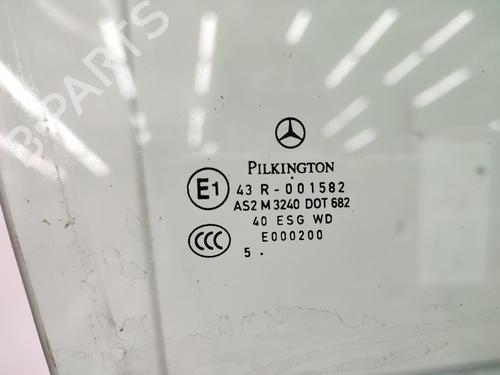 B-PARTS
PILKINGTON
E1
43 R-001582
AS2 M 3240 DOT 682
40 ESG WD
CCC
E000200
5 .